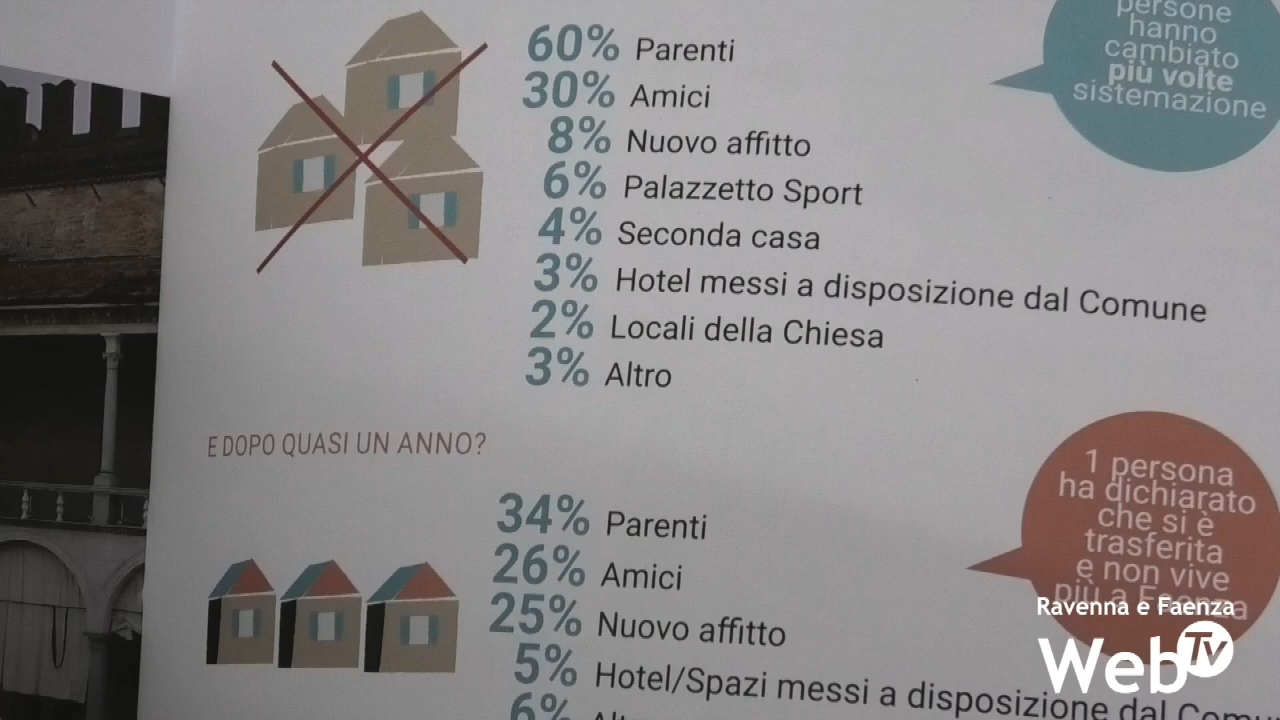 60% Parenti
30% Amici
8% Nuovo affitto
6% Palazzetto Sport
4% Seconda casa
3% Hotel messi a disposizione dal Comune
2% Locali della Chiesa
3% Altro
persone
hanno
cambiato
più volte
sistemazione
E DOPO QUASI UN ANNO?
34% Parenti
26% Amici
25% Nuovo affitto
5% Hotel/Spazi messi a disposizione dal
6%
1 persona
ha dichiarato
che si è
trasferita
e non vive
più a Faenza
Ravenna e Faenza
Web Tv